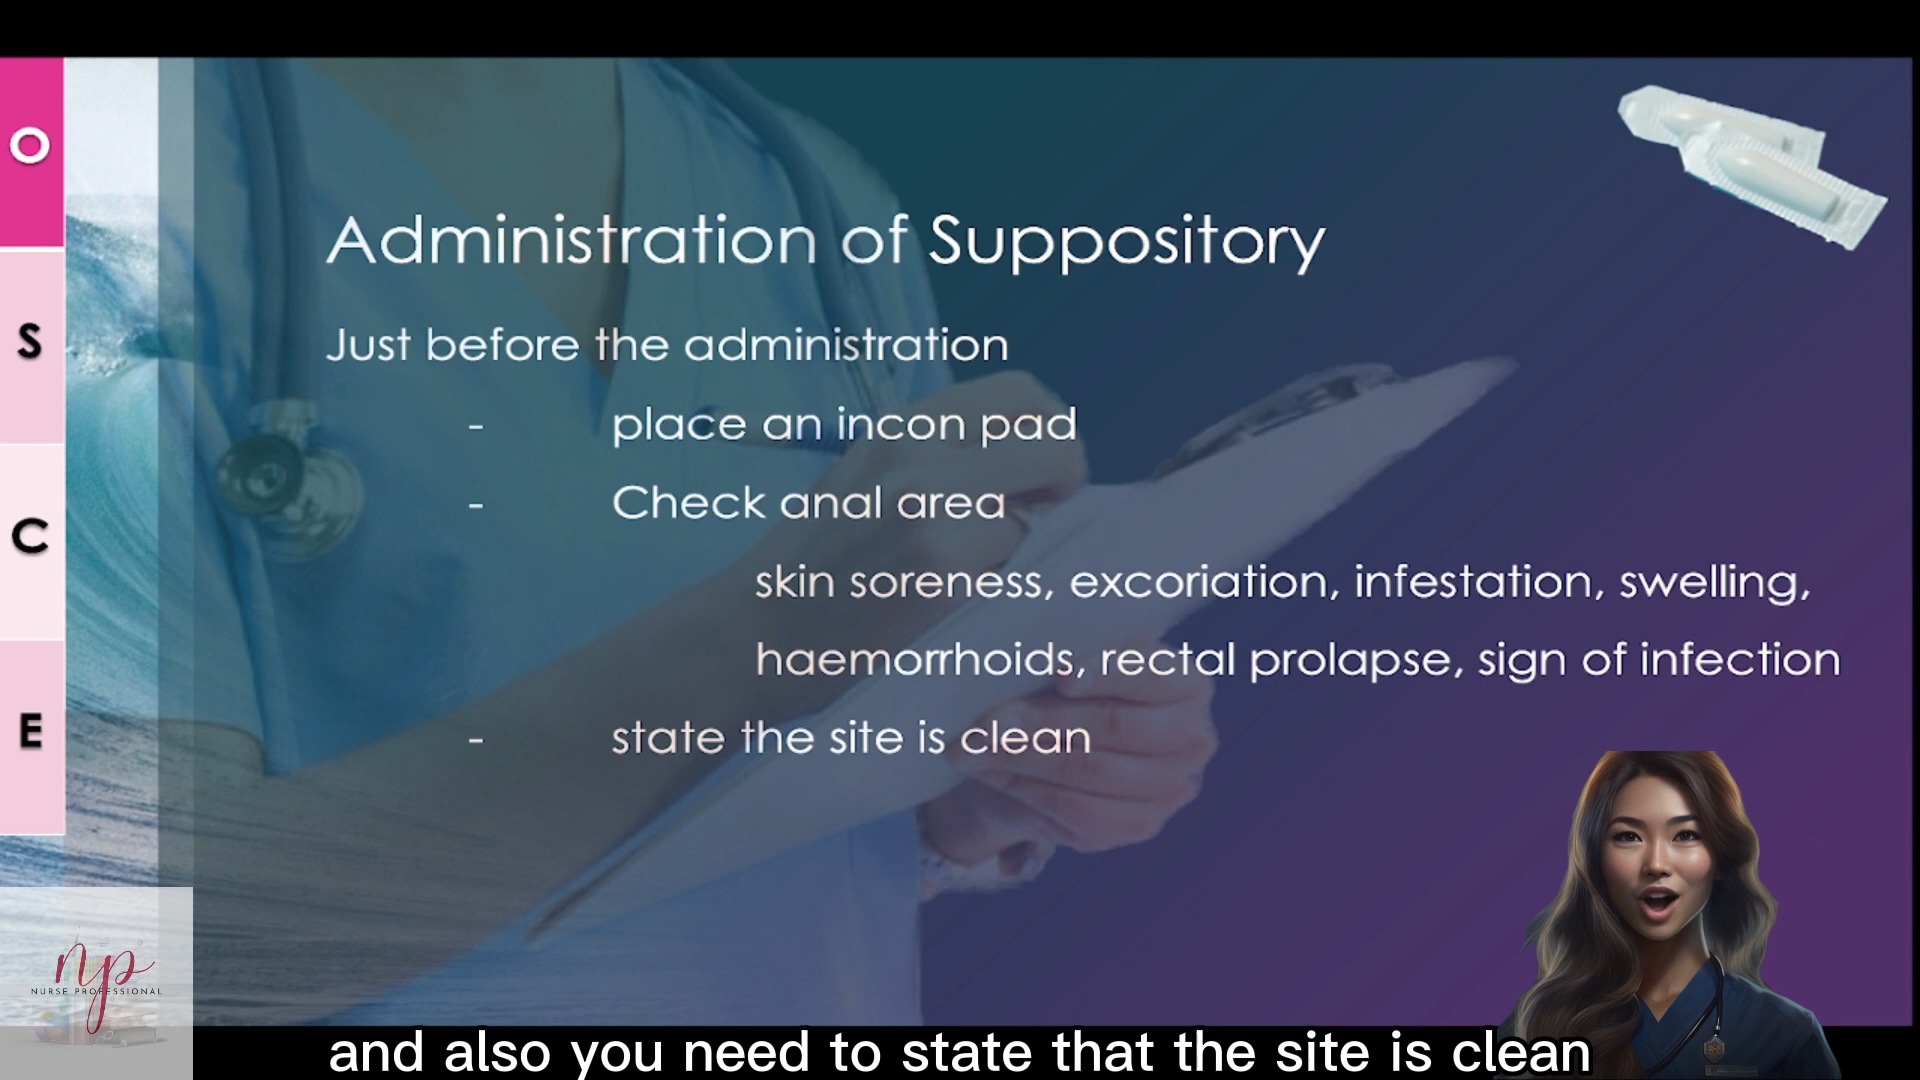 O
S
C
E
Administration of Suppository
Just before the administration
- place an incon pad
- Check anal area
skin soreness, excoriation, infestation, swelling,
haemorrhoids, rectal prolapse, sign of infection
- state the site is clean
np
NURSE PROFESSIONAL
and also you need to state that the site is clean